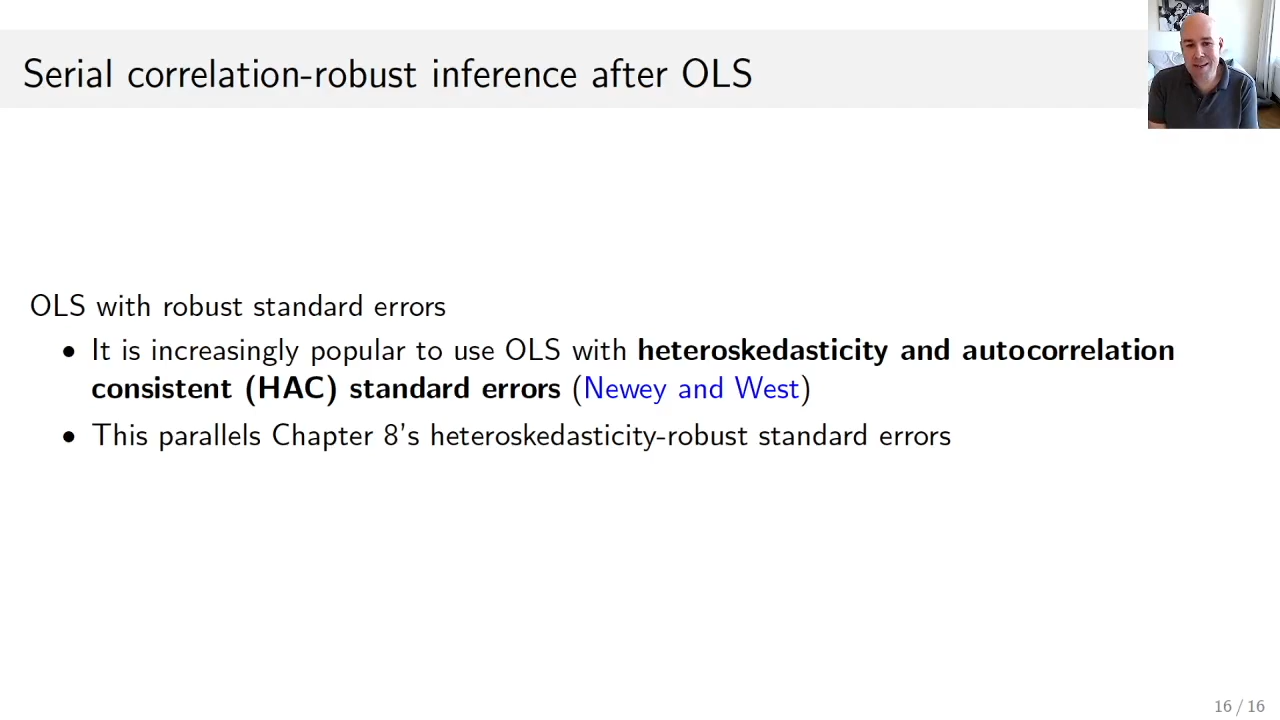 Serial correlation-robust inference after OLS
OLS with robust standard errors
• It is increasingly popular to use OLS with heteroskedasticity and autocorrelation
consistent (HAC) standard errors (Newey and West)
• This parallels Chapter 8's heteroskedasticity-robust standard errors
16 / 16